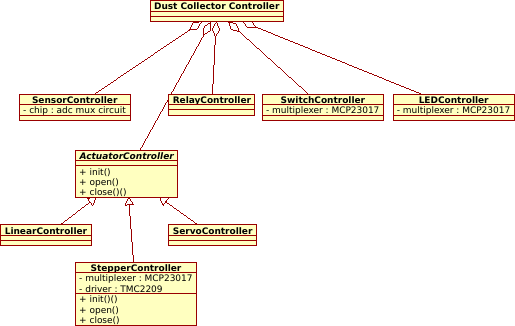 Dust Collector Controller
SensorController
- chip : adc mux circuit
RelayController
SwitchController
- multiplexer : MCP23017
LEDController
- multiplexer : MCP23017
ActuatorController
+ init()
+ open()
+ close()()
LinearController
ServoController
StepperController
- multiplexer : MCP23017
- driver : TMC2209
+ init()()
+ open()
+ close()